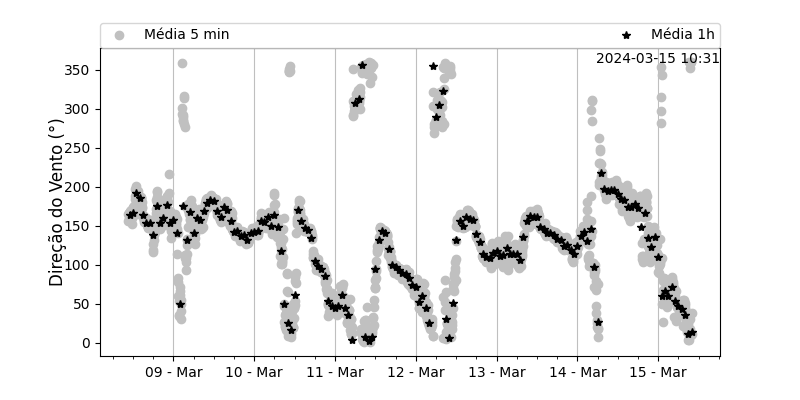 Média 5 min
Média 1h
2024-03-15 10:31
Direção do Vento (°)
350
300
250
200
150
100
50
0
09 - Mar
10 - Mar
11 - Mar
12 - Mar
13 - Mar
14 - Mar
15 - Mar